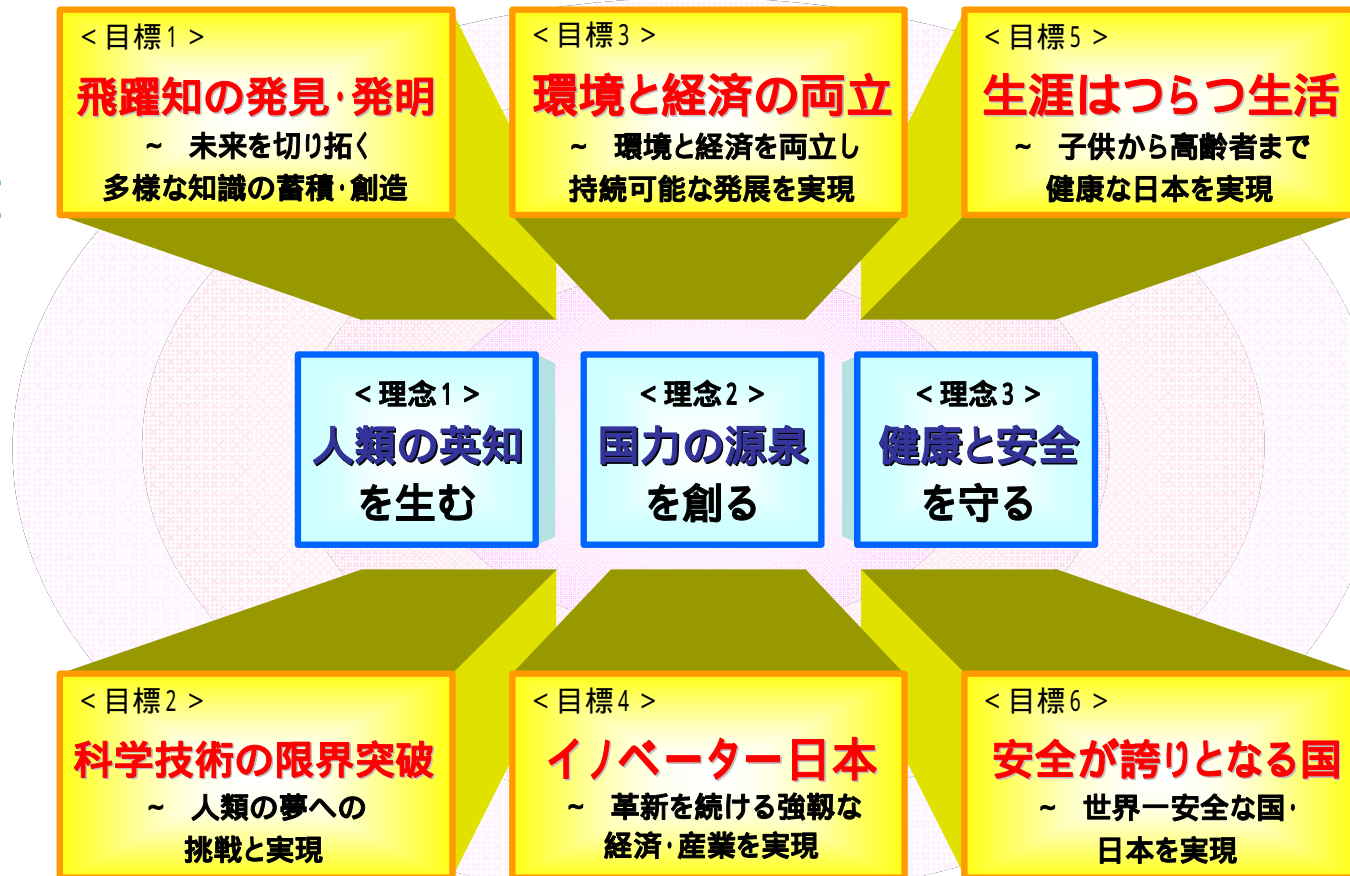 <目標1>
飛躍知の発見・発明
~ 未来を切り拓く
多様な知識の蓄積・創造
<目標3>
環境と経済の両立
~ 環境と経済を両立し
持続可能な発展を実現
<目標5>
生涯はつらつ生活
~ 子供から高齢者まで
健康な日本を実現
<理念1>
人類の英知
を生む
<理念2>
国力の源泉
を創る
<理念3>
健康と安全
を守る
<目標2>
科学技術の限界突破
~ 人類の夢への
挑戦と実現
<目標4>
イノベーター日本
~ 革新を続ける強靱な
経済・産業を実現
<目標6>
安全が誇りとなる国
~ 世界一安全な国・
日本を実現